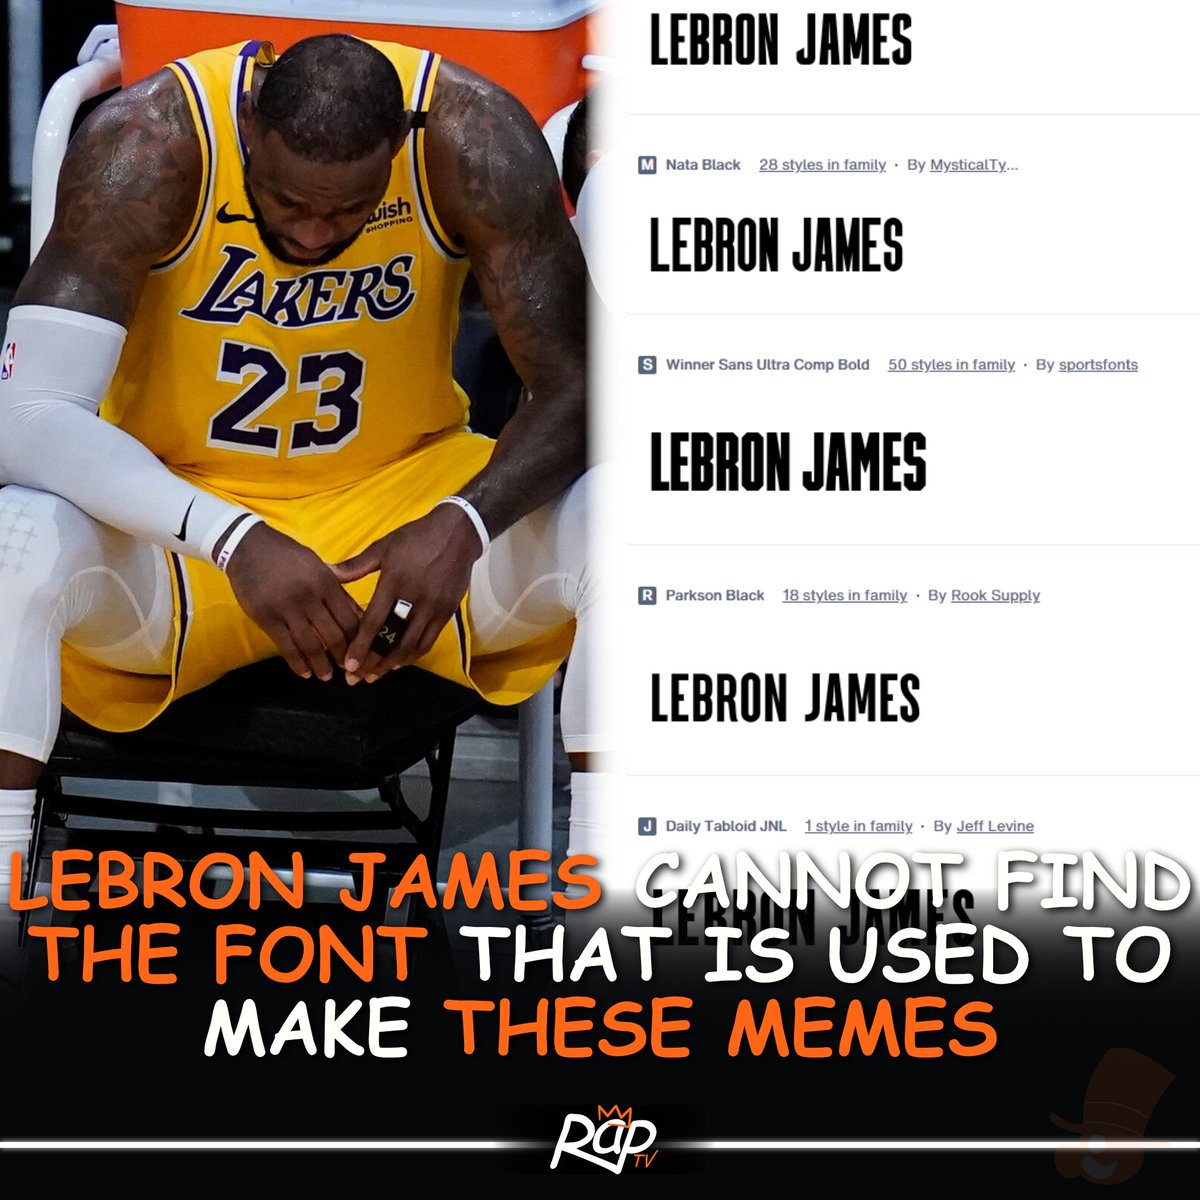 wish
SHOPPING
LAKERS
23
24
LEBRON JAMES
M Nata Black 28 styles in family · By MysticalTy...
LEBRON JAMES
S Winner Sans Ultra Comp Bold 50 styles in family · By sportsfonts
LEBRON JAMES
R Parkson Black 18 styles in family · By Rook Supply
LEBRON JAMES
J Daily Tabloid JNL 1 style in family · By Jeff Levine
LEBRON JAMES
LEBRON JAMES CANNOT FIND
THE FONT THAT IS USED TO
MAKE THESE MEMES
Rap
TV